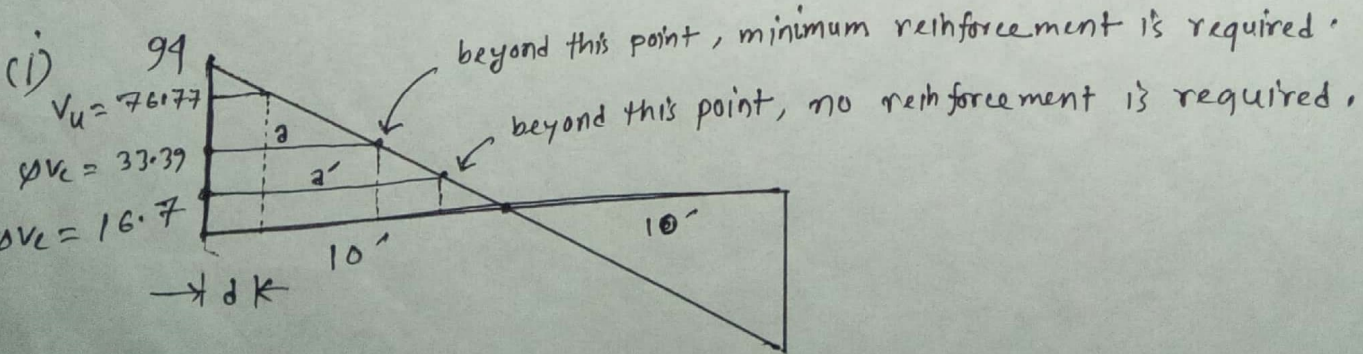 (i)
94
beyond this point, minimum reinforcement is required.
Vu = 76.77
beyond this point, no reinforcement is required.
a
φVc = 33.39
a'
Vc = 16.7
10'
10'
d